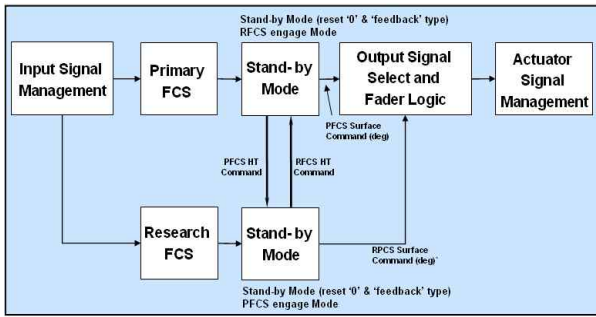 Stand-by Mode (reset '0' & 'feedback' type)
RFCS engage Mode
Input Signal
Management
Primary
FCS
Stand- by
Mode
Output Signal
Select and
Fader Logic
Actuator
Signal
Management
PFCS Surface
Command (deg)
PFCS HT
Command
RFCS HT
Command
Research
FCS
Stand- by
Mode
RPCS Surface
Command (deg)`
Stand-by Mode (reset '0' & 'feedback' type)
PFCS engage Mode